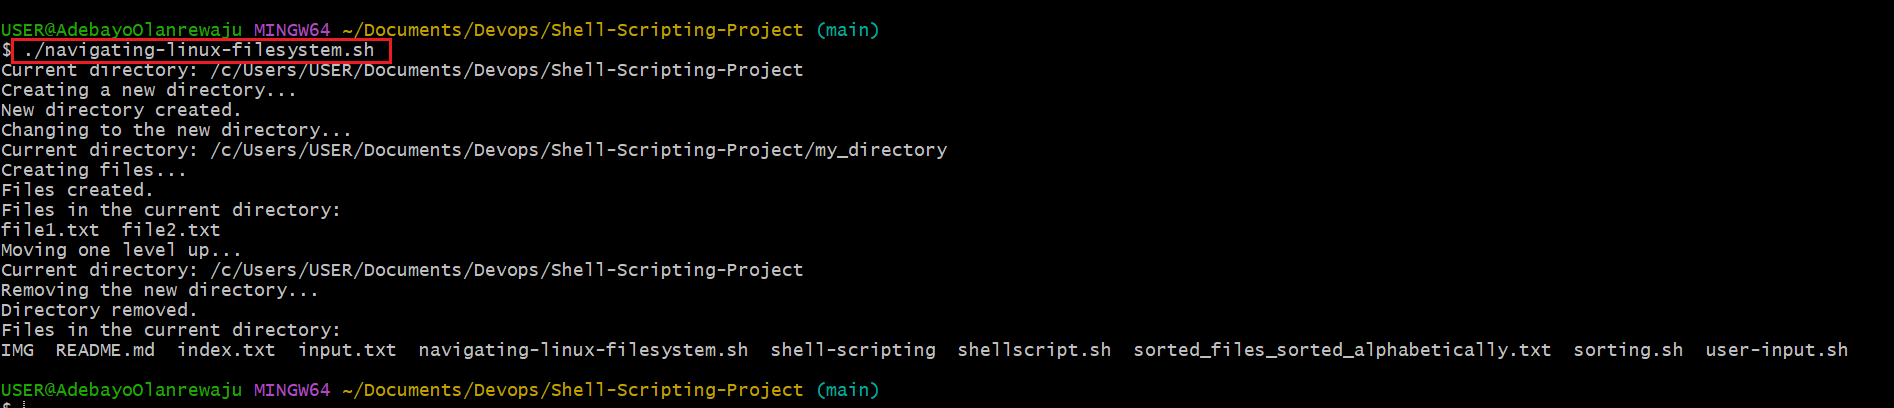 USER@AdebayoOlanrewaju MINGW64 ~/Documents/Devops/Shell-Scripting-Project (main)
$ ./navigating-linux-filesystem.sh
Current directory: /c/Users/USER/Documents/Devops/Shell-Scripting-Project
Creating a new directory...
New directory created.
Changing to the new directory...
Current directory: /c/Users/USER/Documents/Devops/Shell-Scripting-Project/my_directory
Creating files...
Files created.
Files in the current directory:
file1.txt  file2.txt
Moving one level up...
Current directory: /c/Users/USER/Documents/Devops/Shell-Scripting-Project
Removing the new directory...
Directory removed.
Files in the current directory:
IMG  README.md  index.txt  input.txt  navigating-linux-filesystem.sh  shell-scripting  shellscript.sh  sorted_files_sorted_alphabetically.txt  sorting.sh  user-input.sh
USER@AdebayoOlanrewaju MINGW64 ~/Documents/Devops/Shell-Scripting-Project (main)
$